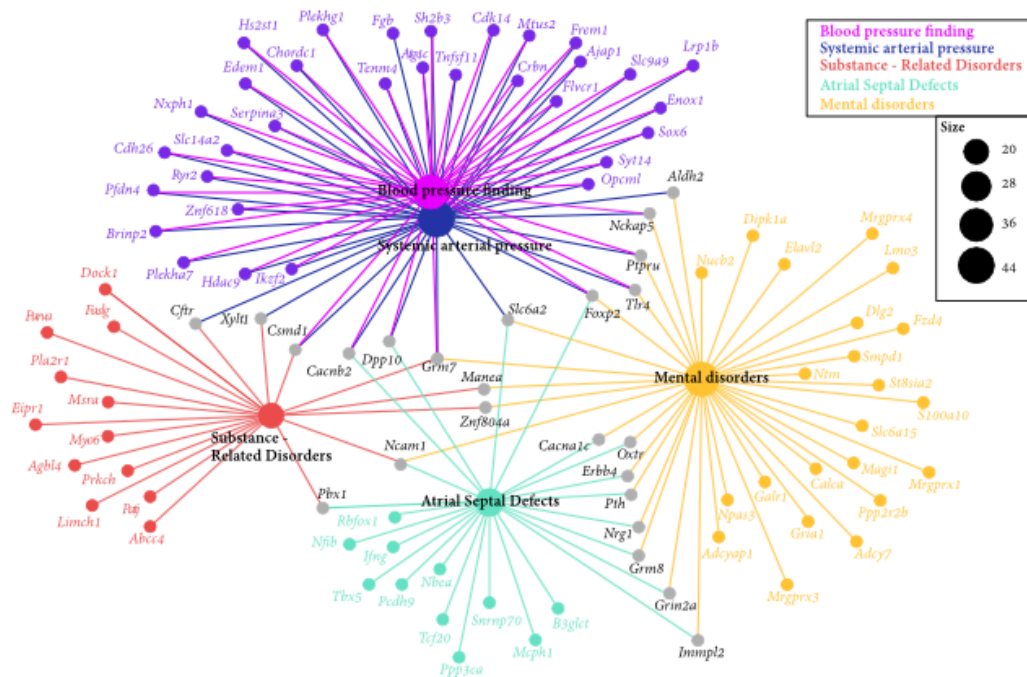 Blood pressure finding
Systemic arterial pressure
Substance - Related Disorders
Atrial Septal Defects
Mental disorders
Size
20
28
36
44
Hs2st1
Plekhg1
Fgb
Sh2b3
Cdk14
Mtus2
Frem1
Ajap1
Lrp1b
Chordc1
Tnfsf11
Slc9a9
Edem1
Tenm4
Crbn
Flvcr1
Nxph1
Serpina3
Enox1
Slc14a2
Sox6
Cdh26
Ryr2
Syt14
Pfdn4
Opcml
Aldh2
Blood pressure finding
Znf618
Nckap5
Brinp2
Systemic arterial pressure
Dipk1a
Mrgprx4
Elavl2
Lmo3
Nucb2
Plekha7
Hdac9
Ikzf2
Ptpru
Dock1
Tlr4
Foxp2
Cftr
Xylt1
Csmd1
Slc6a2
Dlg2
Fzd4
Cacnb2
Dpp10
Grm7
Smpd1
Pla2r1
Manea
Mental disorders
Ntm
St8sia2
Msra
Znf804a
S100a10
Eipr1
Substance -
Related Disorders
Myo6
Ncam1
Cacna1c
Oxtr
Slc6a15
Agbl4
Prkch
Erbb4
Magi1
Calca
Mrgprx1
Pbx1
Atrial Septal Defects
Pth
Galr1
Npas3
Ppp2r2b
Limch1
Abcc4
Rbfox1
Nrg1
Gria1
Nfib
Ifng
Adcyap1
Adcy7
Grm8
Tbx5
Pcdh9
Nbea
Mrgprx3
Grin2a
Tcf20
Snrnp70
B3glct
Mcph1
Immpl2
Ppp3ca